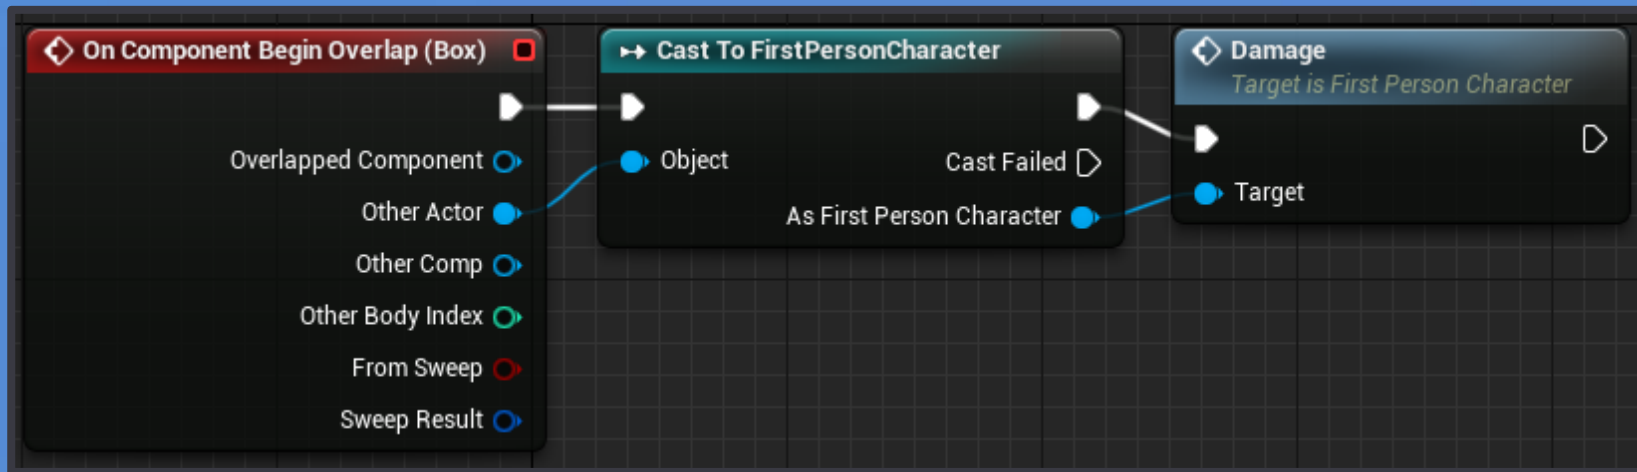 On Component Begin Overlap (Box)
Overlapped Component
Other Actor
Other Comp
Other Body Index
From Sweep
Sweep Result
Cast To FirstPersonCharacter
Object
Cast Failed
As First Person Character
Damage
Target is First Person Character
Target